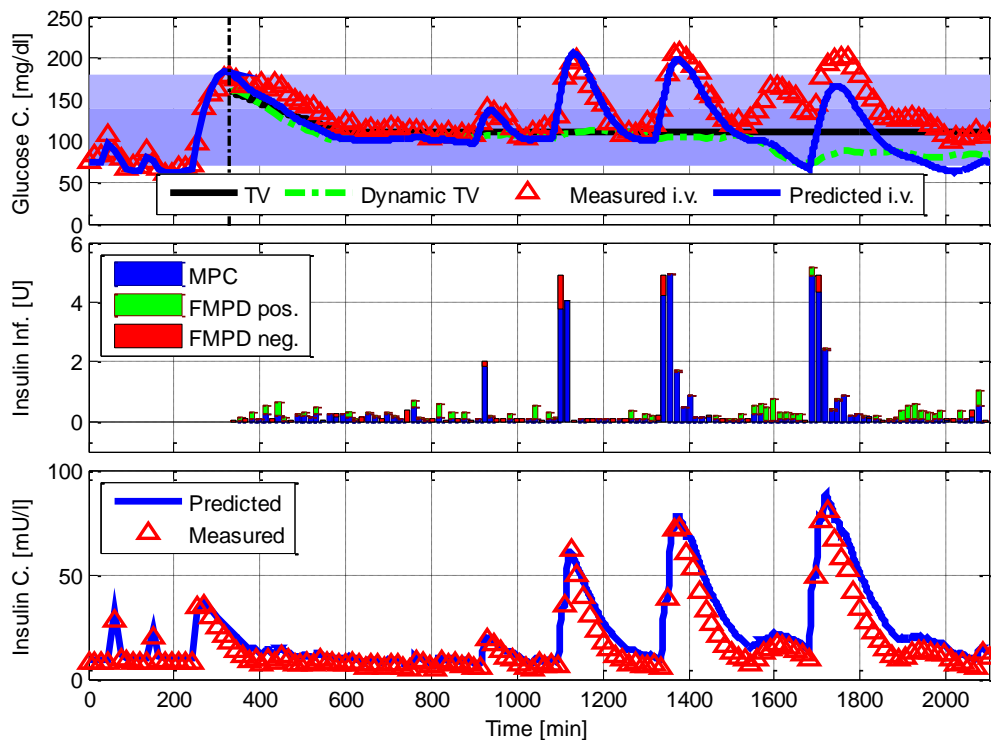 Glucose C. [mg/dl]
250
200
150
100
50
0
TV
Dynamic TV
Measured i.v.
Predicted i.v.
Insulin Inf. [U]
6
4
2
0
MPC
FMPD pos.
FMPD neg.
Insulin C. [mU/l]
100
50
0
Predicted
Measured
0 200 400 600 800 1000 1200 1400 1600 1800 2000
Time [min]